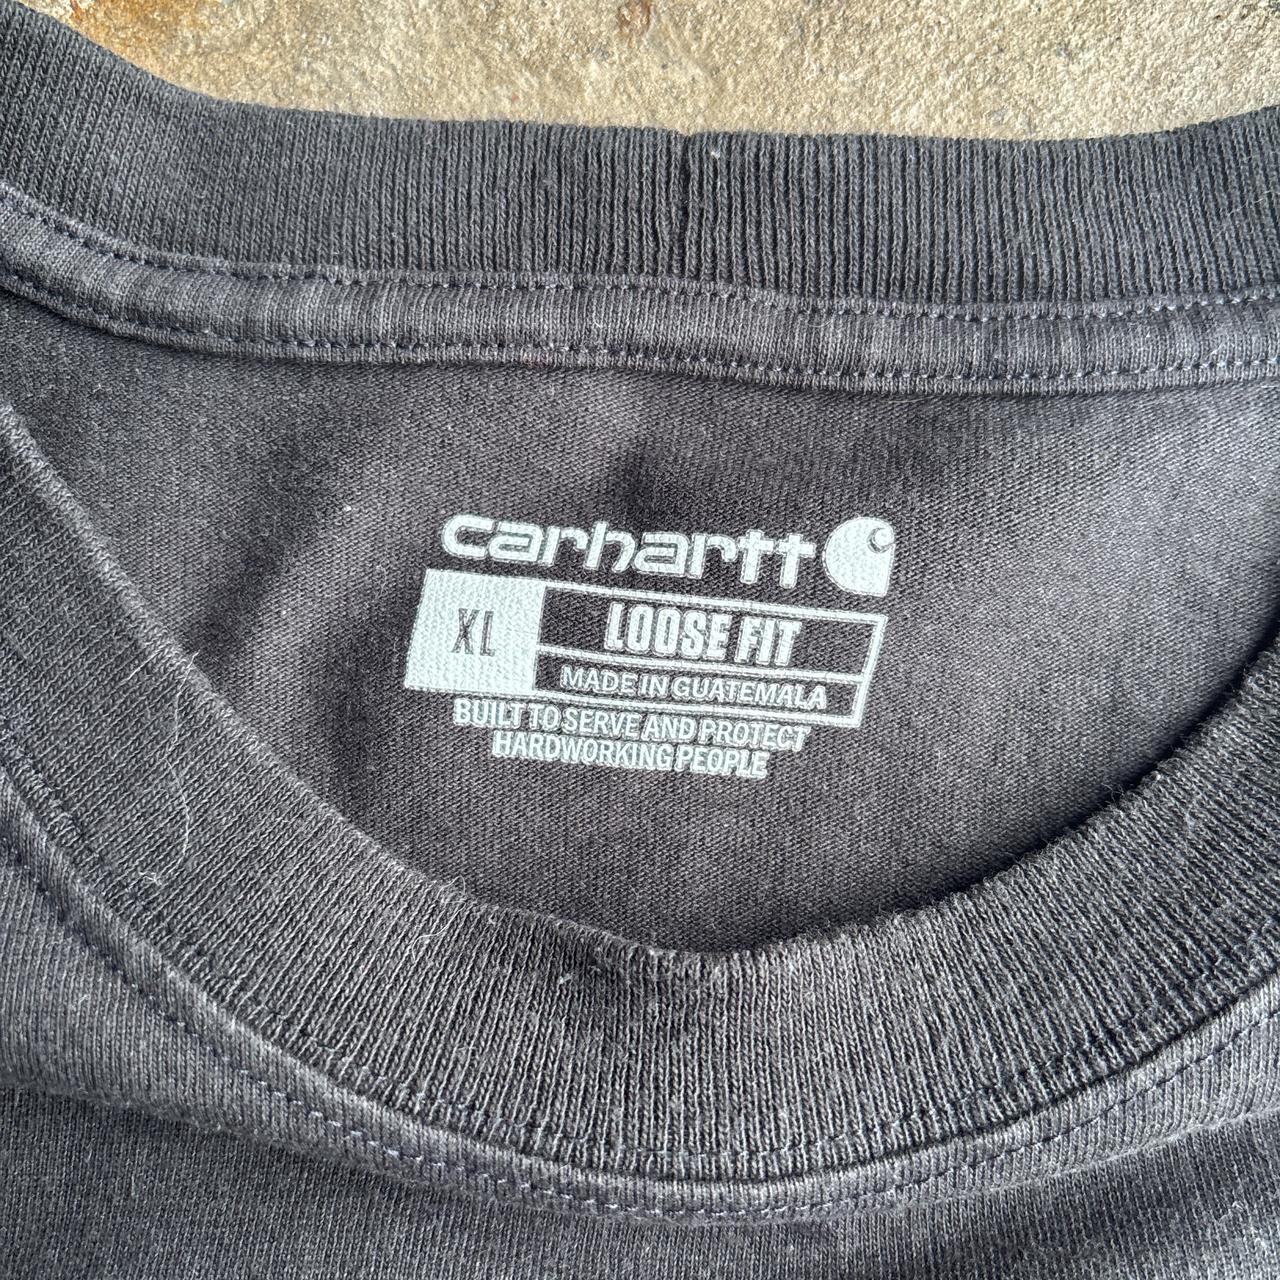 carhartt
XL
LOOSE FIT
MADE IN GUATEMALA
BUILT TO SERVE AND PROTECT
HARDWORKING PEOPLE